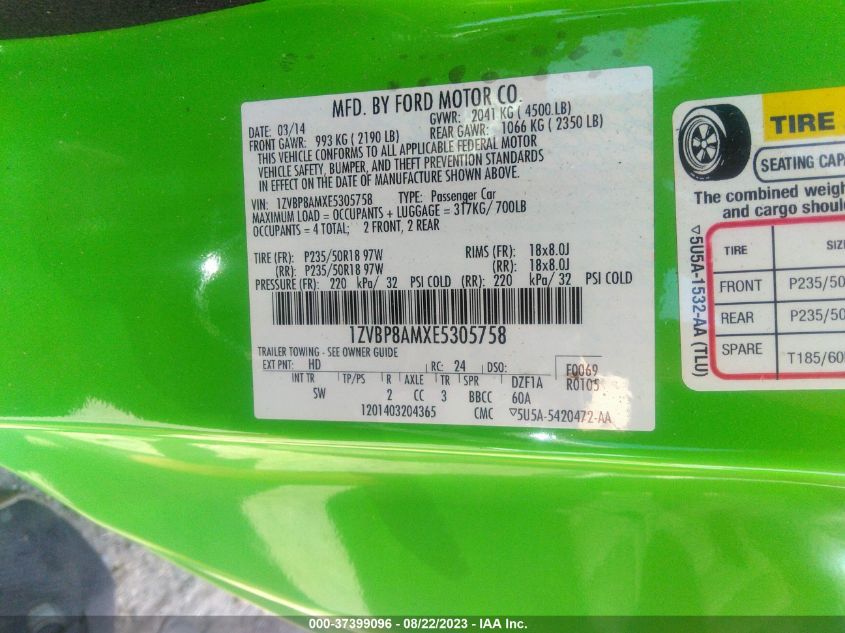 MFD. BY FORD MOTOR CO.
DATE: 03/14 GVWR: 2041 KG ( 4500 LB)
FRONT GAWR: 993 KG ( 2190 LB) REAR GAWR: 1066 KG ( 2350 LB)
THIS VEHICLE CONFORMS TO ALL APPLICABLE FEDERAL MOTOR
VEHICLE SAFETY, BUMPER, AND THEFT PREVENTION STANDARDS
IN EFFECT ON THE DATE OF MANUFACTURE SHOWN ABOVE.
VIN: 1ZVBP8AMXE5305758 TYPE: Passenger Car
MAXIMUM LOAD = OCCUPANTS + LUGGAGE = 317KG/ 700LB
OCCUPANTS = 4 TOTAL; 2 FRONT, 2 REAR
TIRE (FR): P235/50R18 97W RIMS (FR): 18x8.0J
(RR): P235/50R18 97W (RR): 18x8.0J
PRESSURE (FR): 220 kPa/ 32 PSI COLD (RR): 220 kPa/ 32 PSI COLD
1ZVBP8AMXE5305758
TRAILER TOWING - SEE OWNER GUIDE
EXT PNT: HD RC: 24 DSO: F0069
INT TR TP/PS R AXLE TR SPR DZF1A R0105
SW 2 CC 3 BBCC 60A
1201403204365 CMC ▽5U5A-5420472-AA
TIRE
SEATING CAPA
The combined weigh
and cargo shoul
▽5U5A-1532-AA (TLU)
TIRE SIZ
FRONT P235/50
REAR P235/50
SPARE T185/60
000-37399096 - 08/22/2023 - IAA Inc.